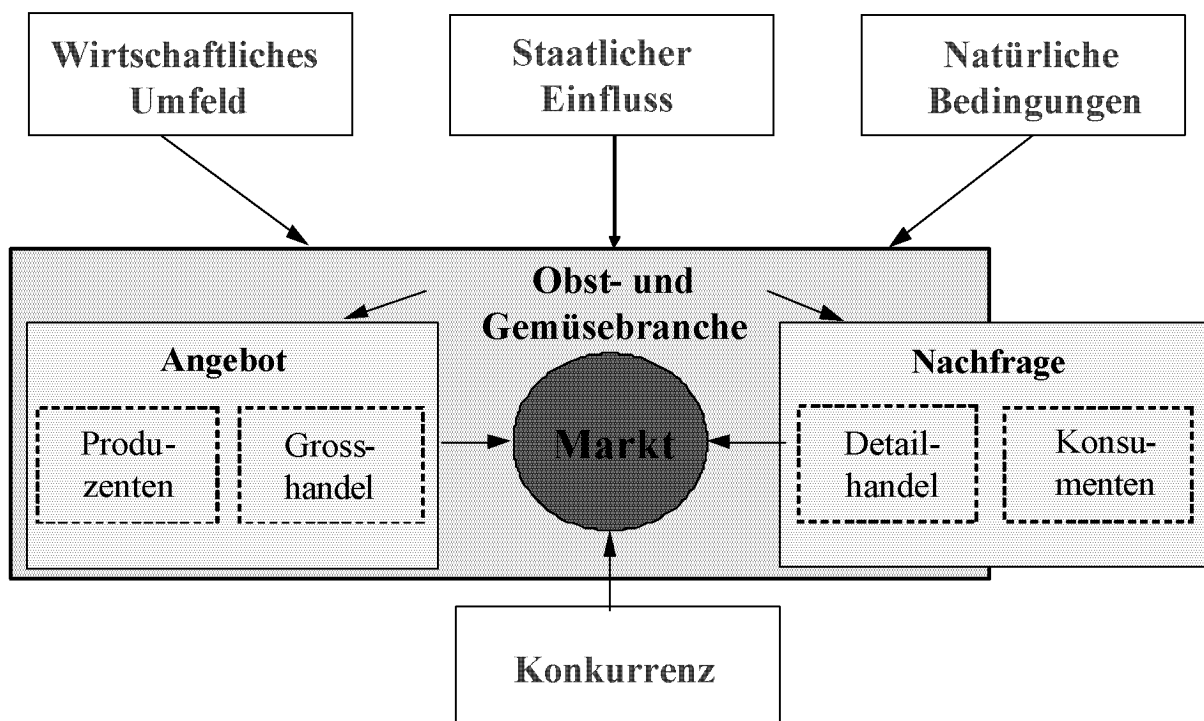 Wirtschaftliches
Umfeld
Staatlicher
Einfluss
Natürliche
Bedingungen
Obst- und
Gemüsebranche
Angebot
Produ-
zenten
Gross-
handel
Markt
Nachfrage
Detail-
handel
Konsu-
menten
Konkurrenz